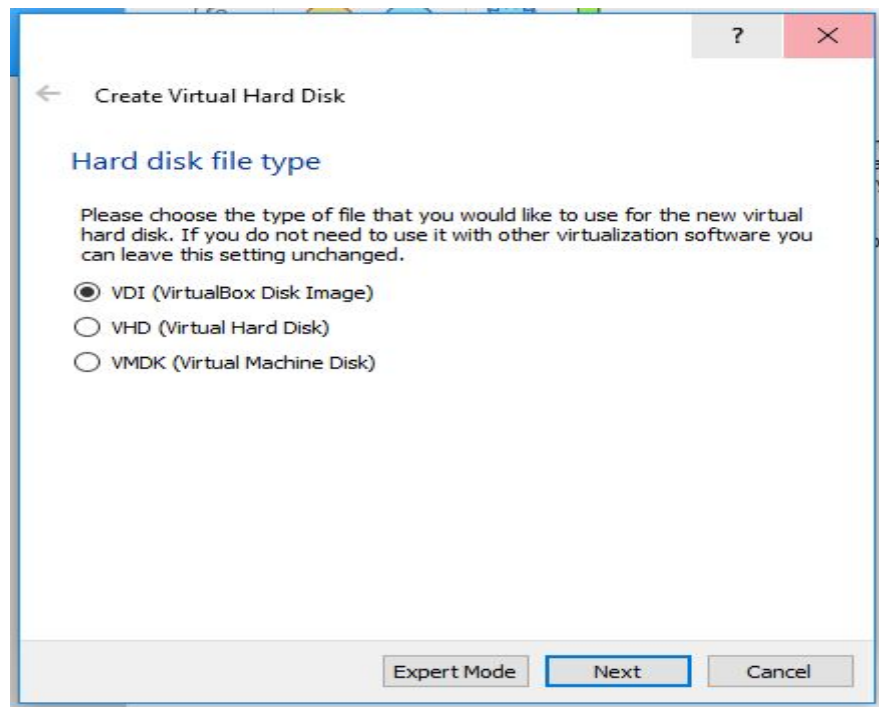 ?
Create Virtual Hard Disk
Hard disk file type
Please choose the type of file that you would like to use for the new virtual
hard disk. If you do not need to use it with other virtualization software you
can leave this setting unchanged.
VDI (VirtualBox Disk Image)
VHD (Virtual Hard Disk)
VMDK (Virtual Machine Disk)
Expert Mode Next Cancel